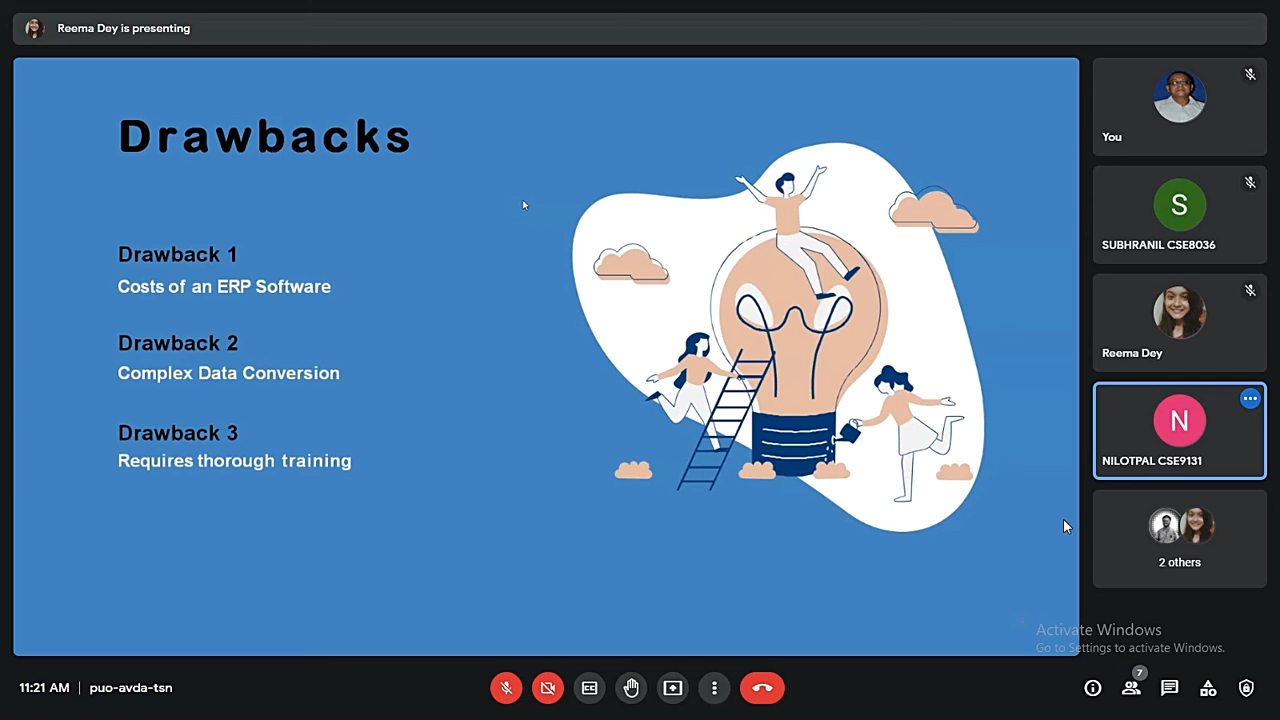 Reema Dey is presenting
Drawbacks
Drawback 1
Costs of an ERP Software
Drawback 2
Complex Data Conversion
Drawback 3
Requires thorough training
You
S
SUBHRANIL CSE8036
Reema Dey
N
NILOTPAL CSE9131
2 others
Activate Windows
Go to Settings to activate Windows.
11:21 AM | puo-avda-tsn
CC
7